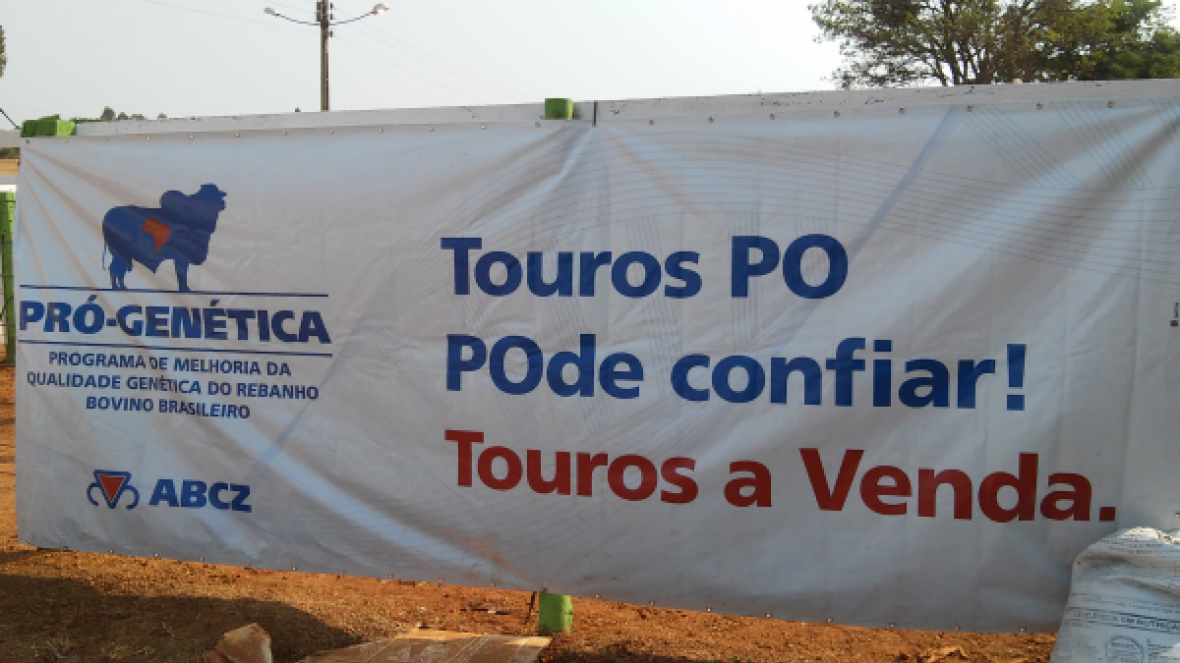 PRÓ-GENÉTICA
PROGRAMA DE MELHORIA DA
QUALIDADE GENÉTICA DO REBANHO
BOVINO BRASILEIRO
ABCZ
Touros PO
POde confiar!
Touros a Venda.